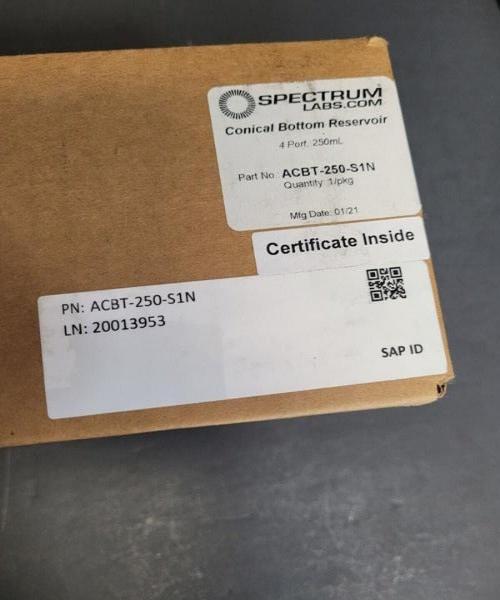 SPECTRUM
LABS.COM
Conical Bottom Reservoir
4 Port, 250mL
Part No. ACBT-250-S1N
Quantity: 1/pkg
Mfg Date: 01/21
Certificate Inside
PN: ACBT-250-S1N
LN: 20013953
SAP ID